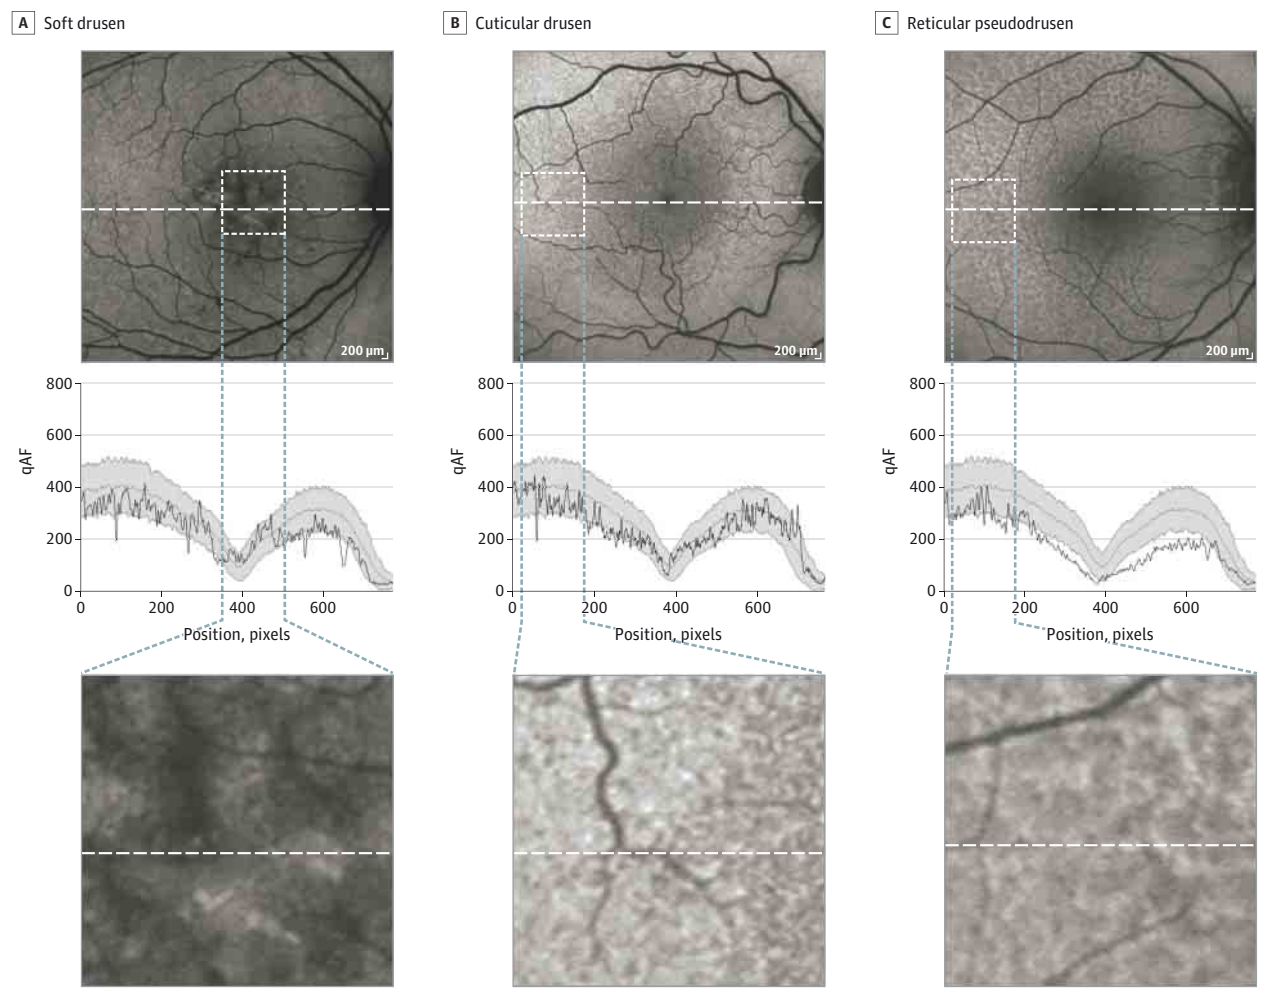 A Soft drusen
B Cuticular drusen
C Reticular pseudodrusen
200 µm
200 µm
200 µm
800
600
400
200
0
qAF
0 200 400 600
Position, pixels
800
600
400
200
0
qAF
0 200 400 600
Position, pixels
800
600
400
200
0
qAF
0 200 400 600
Position, pixels